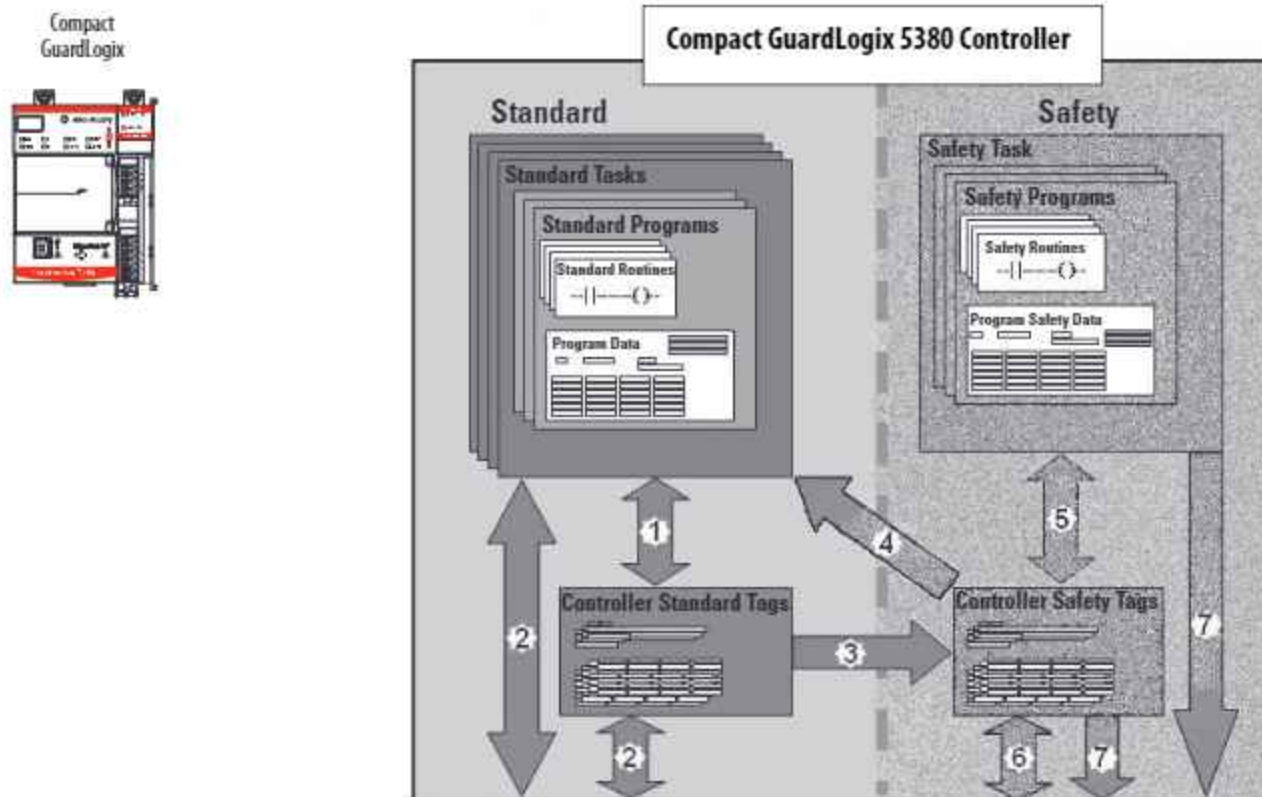 Compact
GuardLogix
Compact GuardLogix 5380 Controller
Standard
Safety
Standard Tasks
Safety Task
Standard Programs
Safety Programs
Standard Routines
Safety Routines
Program Data
Program Safety Data
1
2
3
4
5
7
Controller Standard Tags
Controller Safety Tags
2
6
7